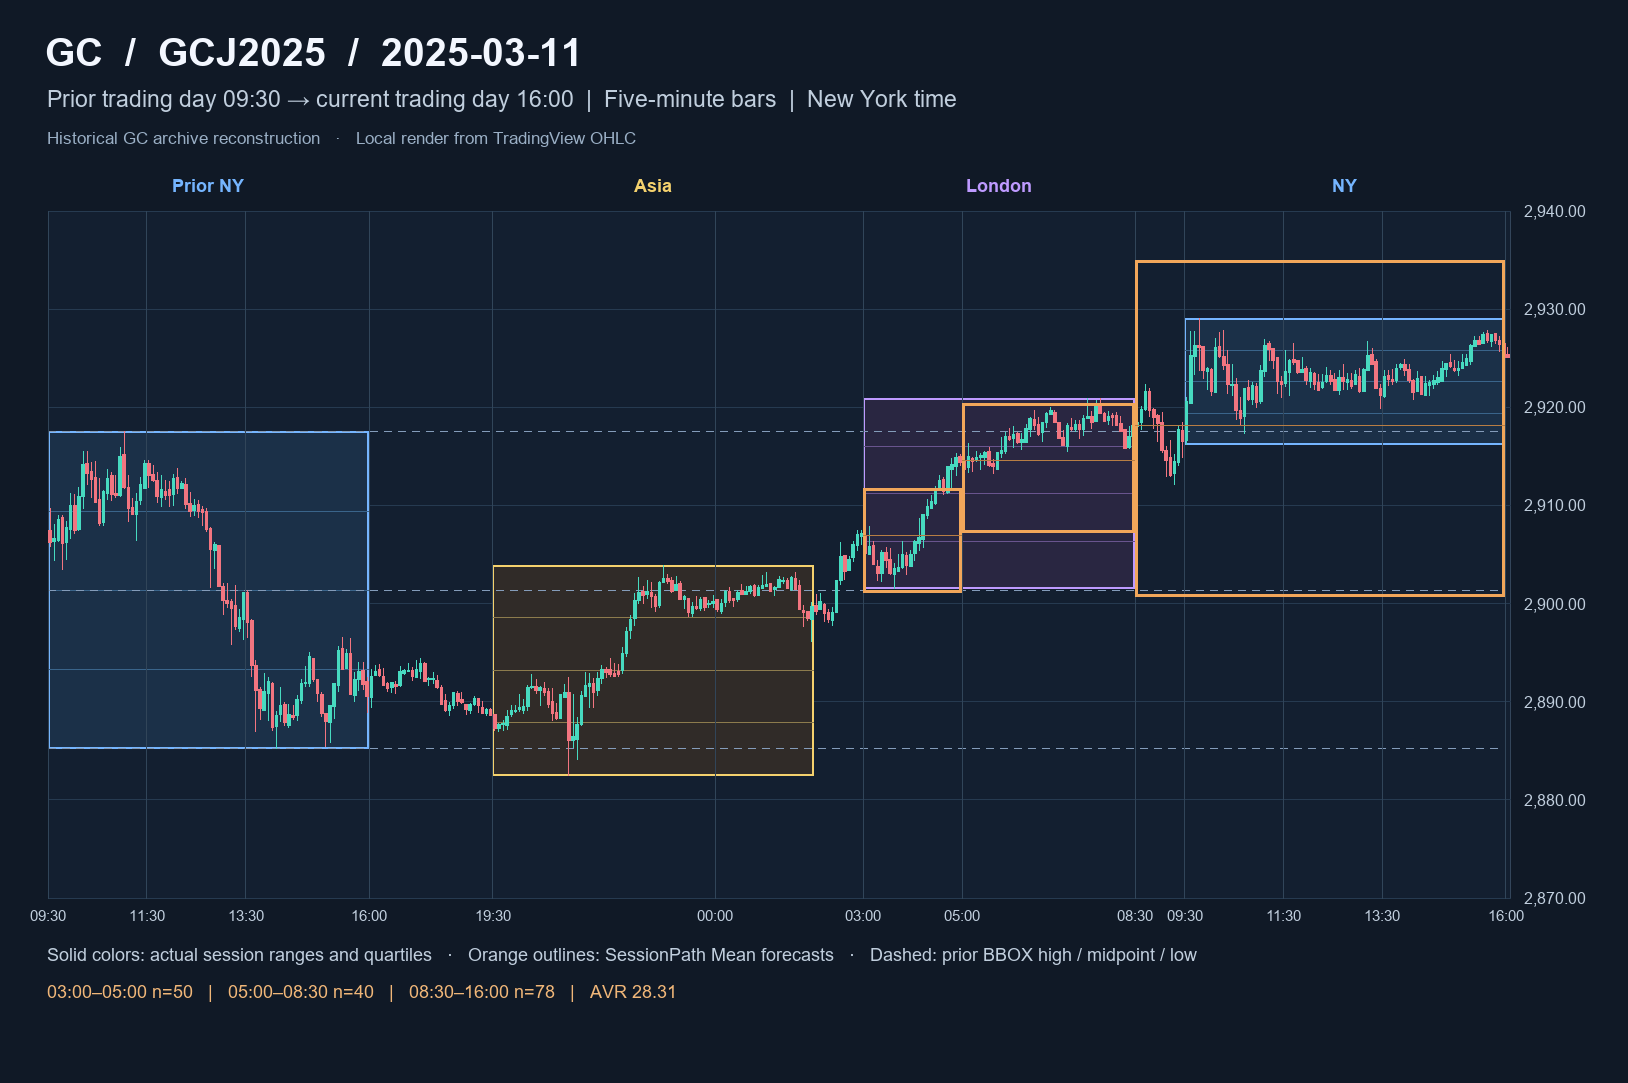 GC / GCJ2025 / 2025-03-11
Prior trading day 09:30 → current trading day 16:00 | Five-minute bars | New York time
Historical GC archive reconstruction · Local render from TradingView OHLC
Prior NY Asia London NY
2,940.00
2,930.00
2,920.00
2,910.00
2,900.00
2,890.00
2,880.00
2,870.00
09:30 11:30 13:30 16:00 19:30 00:00 03:00 05:00 08:30 09:30 11:30 13:30 16:00
Solid colors: actual session ranges and quartiles · Orange outlines: SessionPath Mean forecasts · Dashed: prior BBOX high / midpoint / low
03:00–05:00 n=50 | 05:00–08:30 n=40 | 08:30–16:00 n=78 | AVR 28.31